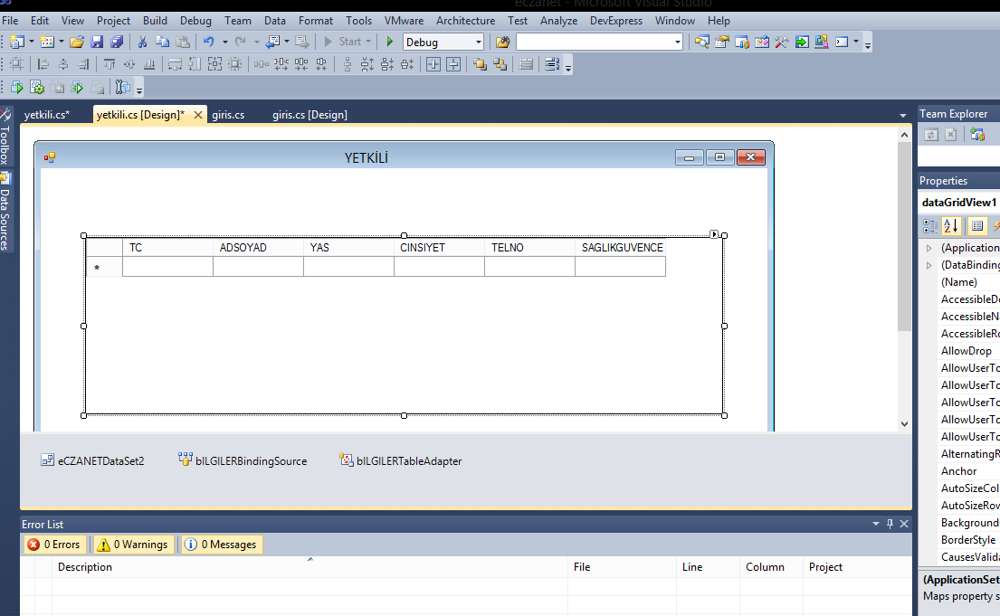 eczanet - Microsoft Visual Studio
File Edit View Project Build Debug Team Data Format Tools VMware Architecture Test Analyze DevExpress Window Help
Start Debug
yetkili.cs* yetkili.cs [Design]* giris.cs giris.cs [Design]
Team Explorer
Toolbox
Data Sources
YETKİLİ
TC ADSOYAD YAS CINSIYET TELNO SAGLIKGUVENCE
*
eCZANETDataSet2 bILGILERBindingSource bILGILERTableAdapter
Properties
dataGridView1
(Application
(DataBinding
(Name)
AccessibleDe
AccessibleNa
AccessibleRo
AllowDrop
AllowUserTo
AllowUserTo
AllowUserTo
AllowUserTo
AllowUserTo
AlternatingR
Anchor
AutoSizeCol
AutoSizeRow
Background
BorderStyle
CausesValida
(ApplicationSet
Maps property s
Error List
0 Errors 0 Warnings 0 Messages
Description File Line Column Project